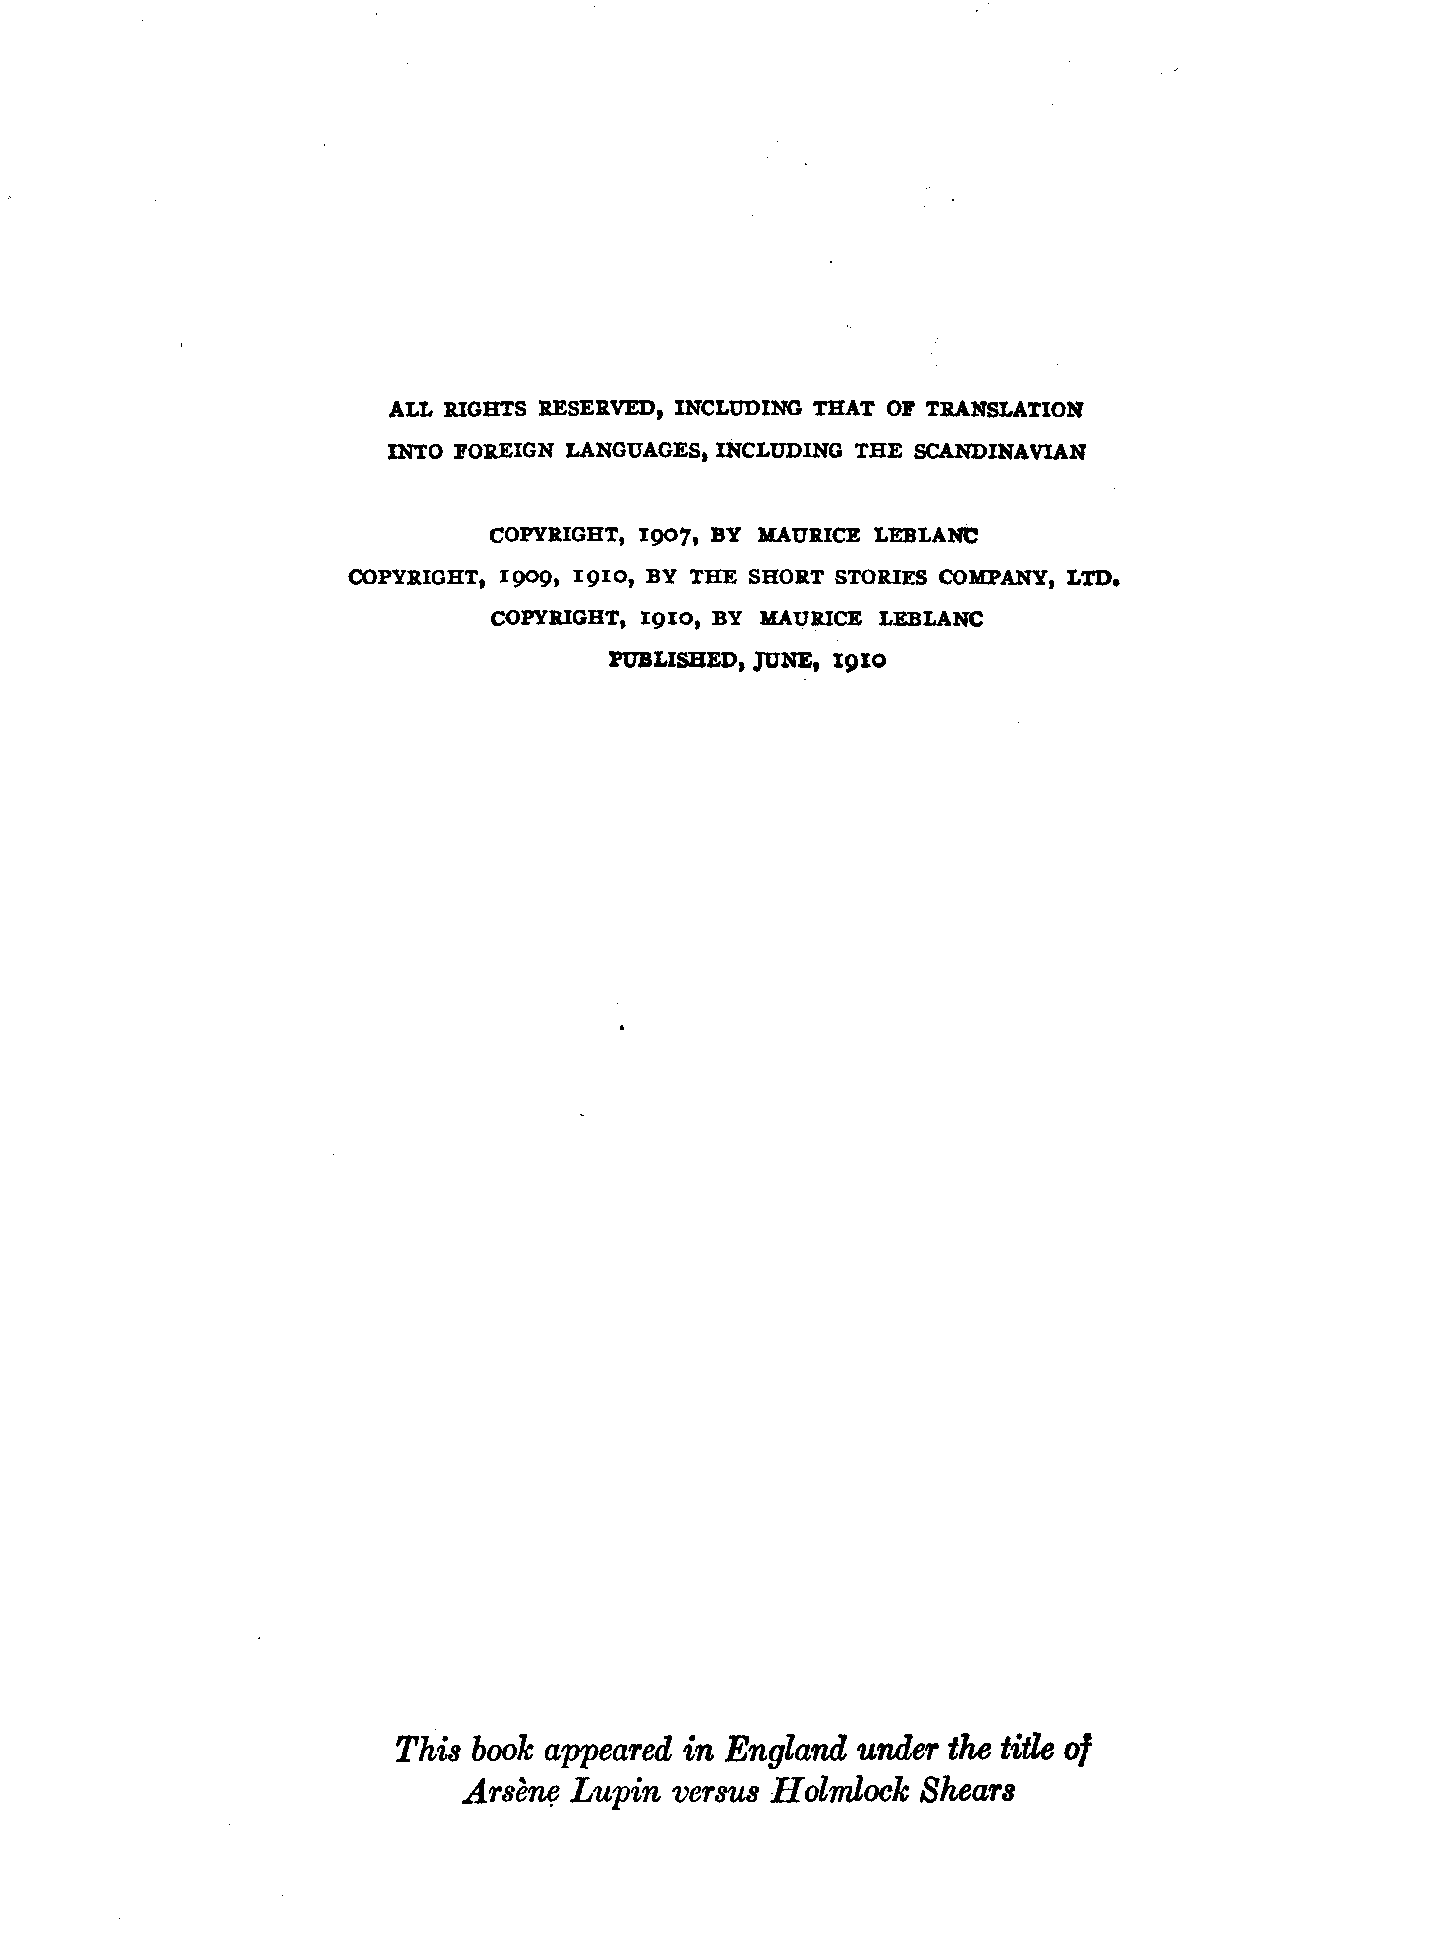 ALL RIGHTS RESERVED, INCLUDING THAT OF TRANSLATION
INTO FOREIGN LANGUAGES, INCLUDING THE SCANDINAVIAN
COPYRIGHT, 1907, BY MAURICE LEBLANC
COPYRIGHT, 1909, 1910, BY THE SHORT STORIES COMPANY, LTD.
COPYRIGHT, 1910, BY MAURICE LEBLANC
PUBLISHED, JUNE, 1910
This book appeared in England under the title of
Arsène Lupin versus Holmlock Shears